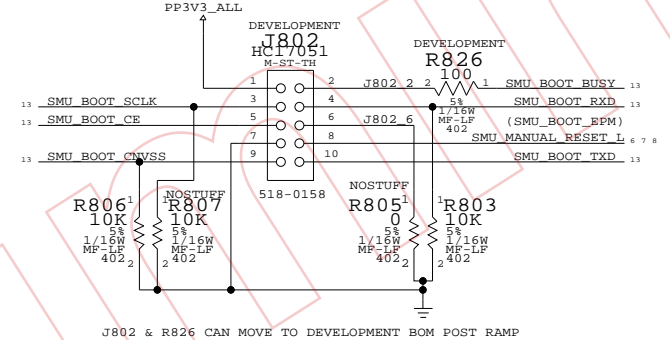 PP3V3_ALL
DEVELOPMENT
J802
HC17051
M-ST-TH
DEVELOPMENT
R826
100
1 2 J802_2 2 1 SMU_BOOT_BUSY 13
13 SMU_BOOT_SCLK 3 4 5% SMU_BOOT_RXD 13
1/16W
MF-LF
402
13 SMU_BOOT_CE 5 6 J802_6 (SMU_BOOT_EPM)
7 8 SMU_MANUAL_RESET_L 6 7 8
13 SMU_BOOT_CNVSS 9 10 SMU_BOOT_TXD 13
518-0158
R806
10K
5%
1/16W
MF-LF
402
1
2
NOSTUFF
R807
10K
5%
1/16W
MF-LF
402
1
2
NOSTUFF
R805
0
5%
1/16W
MF-LF
402
1
2
R803
10K
5%
1/16W
MF-LF
402
1
2
J802 & R826 CAN MOVE TO DEVELOPMENT BOM POST RAMP